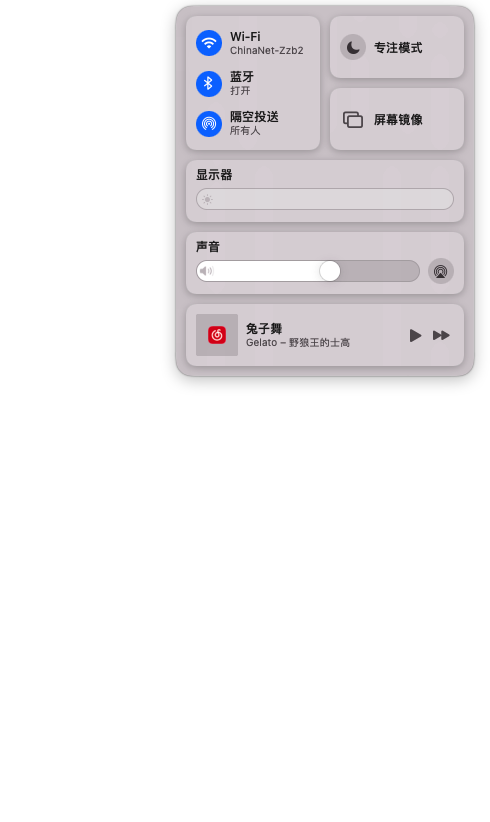 Wi-Fi
ChinaNet-Zzb2
蓝牙
打开
隔空投送
所有人
专注模式
屏幕镜像
显示器
声音
兔子舞
Gelato – 野狼王的士高